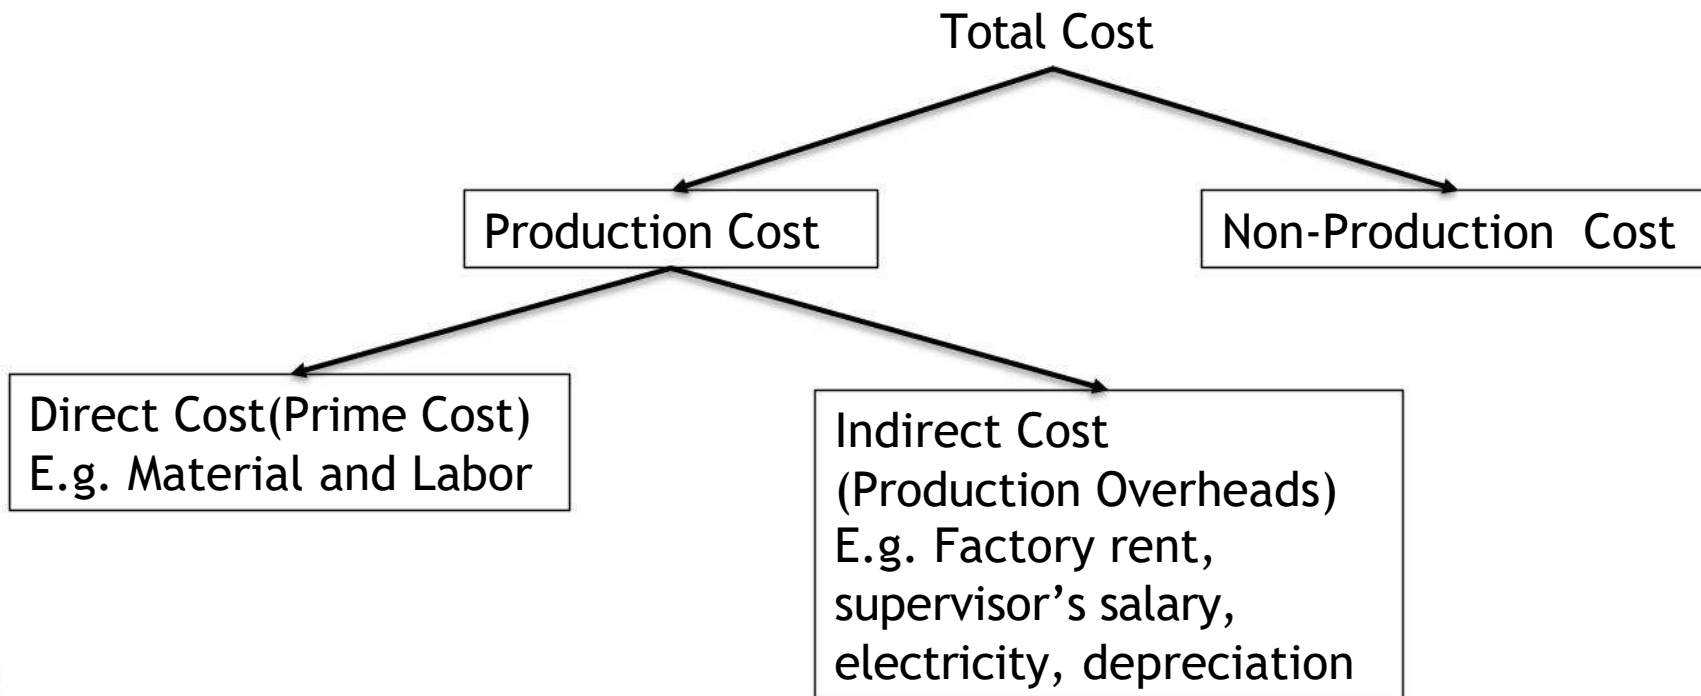 Total Cost
Production Cost
Non-Production  Cost
Direct Cost(Prime Cost)
E.g. Material and Labor
Indirect Cost
(Production Overheads)
E.g. Factory rent,
supervisor’s salary,
electricity, depreciation